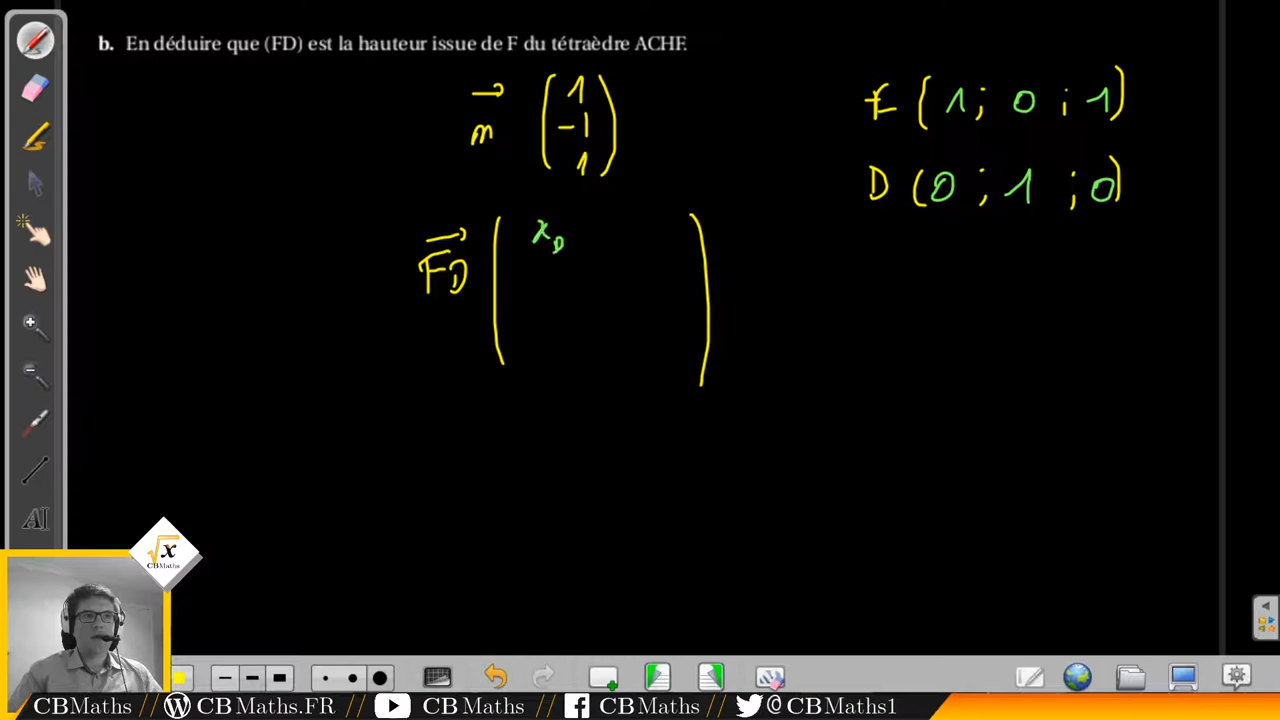 b. En déduire que (FD) est la hauteur issue de F du tétraèdre ACHF.
n (1 -1 1)
F (1; 0; 1)
D (0; 1; 0)
FD ( x_D )
AI
√x
CBMaths
CBMaths CBMaths.FR CBMaths CBMaths @CBMaths1